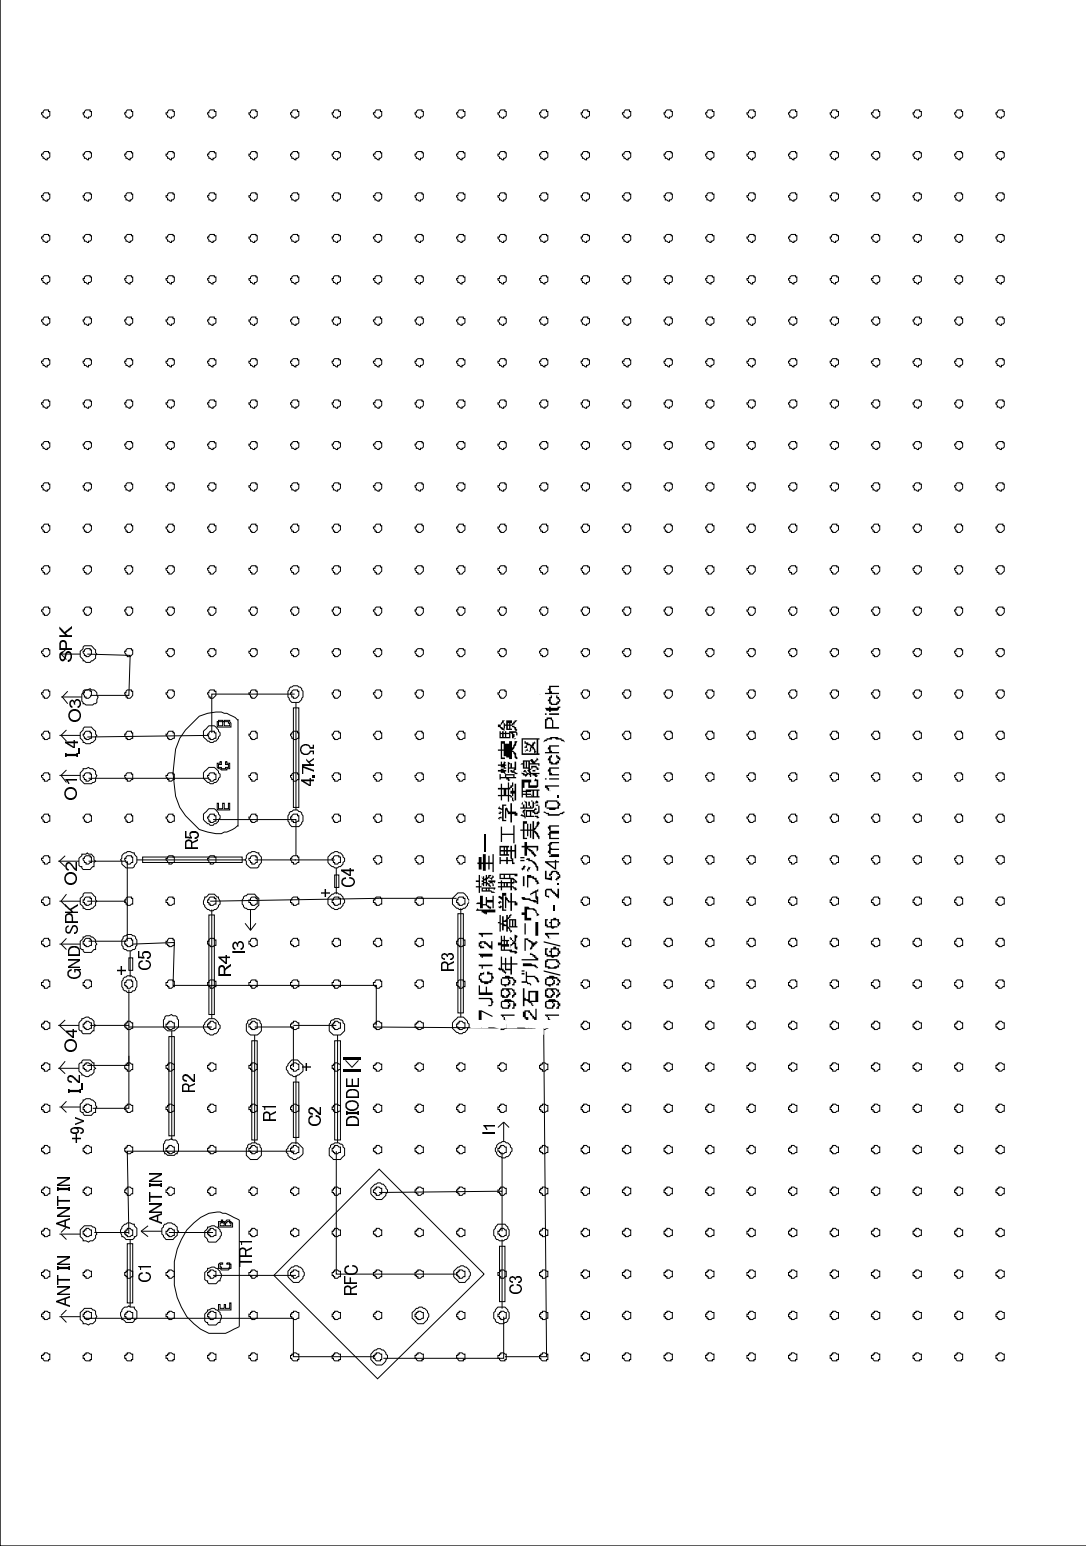 SPK
O3
L4
O1
O2
SPK
GND
O4
L2
+9v
ANT IN
ANT IN
ANT IN
B
C
E
R5
4.7kΩ
C4
+
C5
+
I3
R4
R3
R2
R1
C2
+
DIODE
I1
C1
B
C
E
TR1
RFC
C3
7JFC1121 佐藤圭一
1999年度春学期 理工学基礎実験
2石ゲルマニウムラジオ実態配線図
1999/06/16 - 2.54mm (0.1inch) Pitch